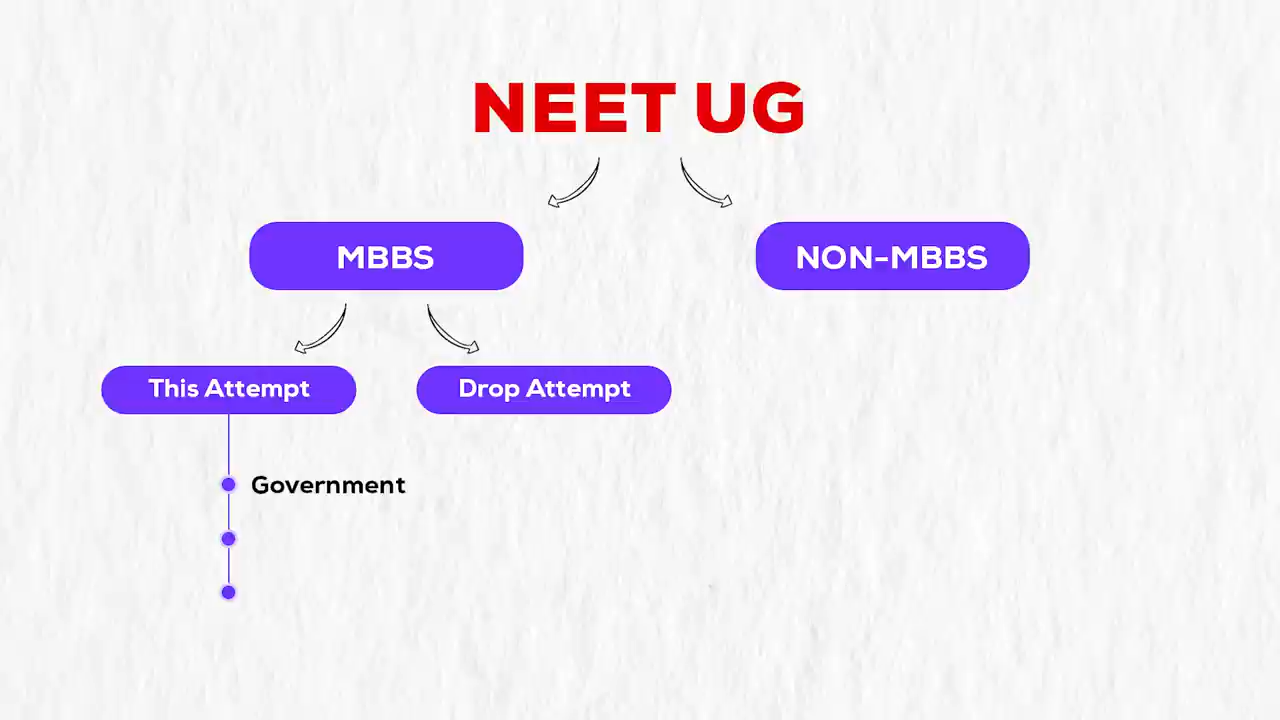 NEET UG
MBBS
NON-MBBS
This Attempt
Drop Attempt
Government